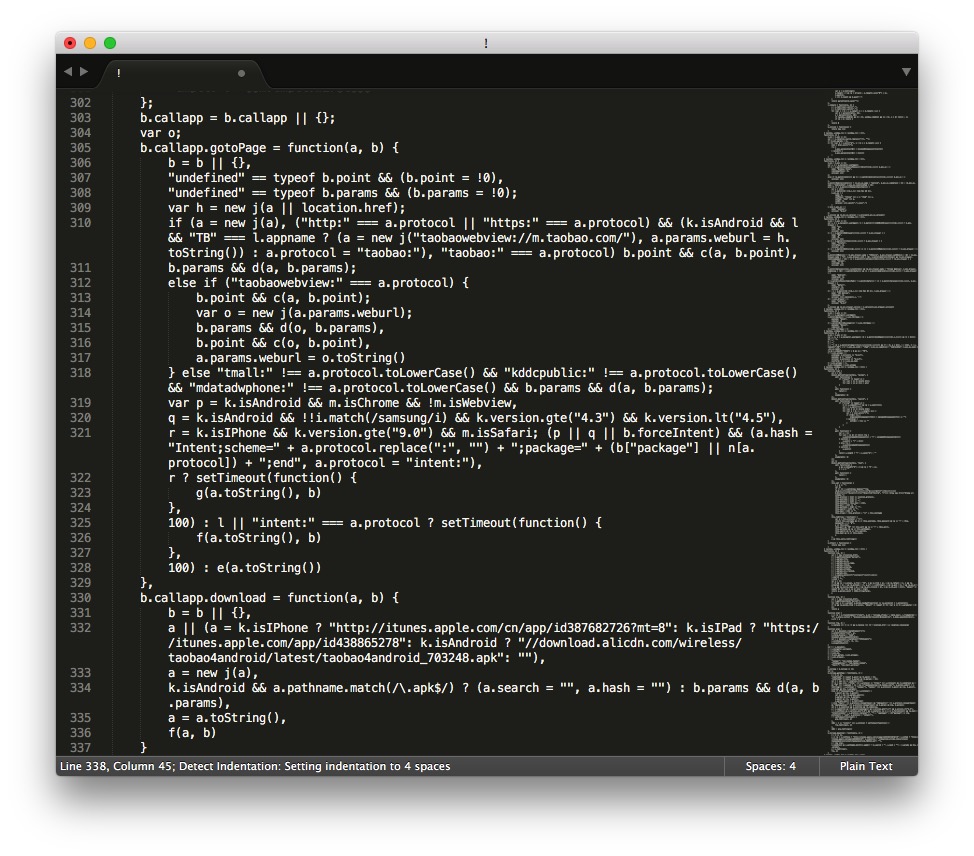 !
!
302 };
303 b.callapp = b.callapp || {};
304 var o;
305 b.callapp.gotoPage = function(a, b) {
306 b = b || {},
307 "undefined" == typeof b.point && (b.point = !0),
308 "undefined" == typeof b.params && (b.params = !0);
309 var h = new j(a || location.href);
310 if (a = new j(a), ("http:" === a.protocol || "https:" === a.protocol) && (k.isAndroid && l
&& "TB" === l.appname ? (a = new j("taobaowebview://m.taobao.com/"), a.params.weburl = h.
toString()) : a.protocol = "taobao:"), "taobao:" === a.protocol) b.point && c(a, b.point),
311 b.params && d(a, b.params);
312 else if ("taobaowebview:" === a.protocol) {
313 b.point && c(a, b.point);
314 var o = new j(a.params.weburl);
315 b.params && d(o, b.params),
316 b.point && c(o, b.point),
317 a.params.weburl = o.toString()
318 } else "tmall:" !== a.protocol.toLowerCase() && "kddcpublic:" !== a.protocol.toLowerCase()
&& "mdatadwphone:" !== a.protocol.toLowerCase() && b.params && d(a, b.params);
319 var p = k.isAndroid && m.isChrome && !m.isWebview,
320 q = k.isAndroid && !!i.match(/samsung/i) && k.version.gte("4.3") && k.version.lt("4.5"),
321 r = k.isIPhone && k.version.gte("9.0") && m.isSafari; (p || q || b.forceIntent) && (a.hash =
"Intent;scheme=" + a.protocol.replace(":", "") + ";package=" + (b["package"] || n[a.
protocol]) + ";end", a.protocol = "intent:"),
322 r ? setTimeout(function() {
323 g(a.toString(), b)
324 },
325 100) : l || "intent:" === a.protocol ? setTimeout(function() {
326 f(a.toString(), b)
327 },
328 100) : e(a.toString())
329 },
330 b.callapp.download = function(a, b) {
331 b = b || {},
332 a || (a = k.isIPhone ? "http://itunes.apple.com/cn/app/id387682726?mt=8": k.isIPad ? "https:/
/itunes.apple.com/app/id438865278": k.isAndroid ? "//download.alicdn.com/wireless/
taobao4android/latest/taobao4android_703248.apk": ""),
333 a = new j(a),
334 k.isAndroid && a.pathname.match(/\.apk$/) ? (a.search = "", a.hash = "") : b.params && d(a, b
.params),
335 a = a.toString(),
336 f(a, b)
337 }
Line 338, Column 45; Detect Indentation: Setting indentation to 4 spaces
Spaces: 4
Plain Text